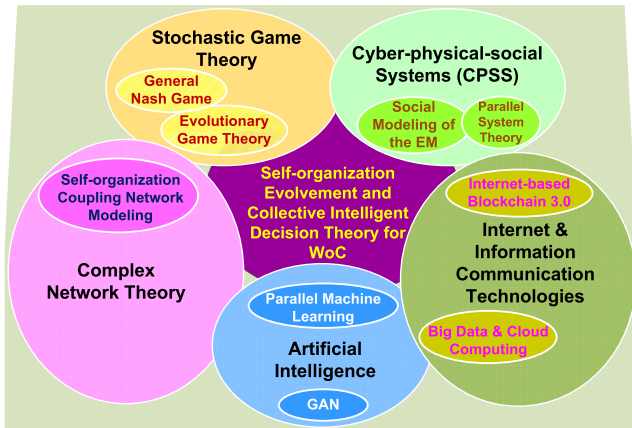 Stochastic Game
Theory
General
Nash Game
Evolutionary
Game Theory
Cyber-physical-social
Systems (CPSS)
Social
Modeling of
the EM
Parallel
System
Theory
Self-organization
Coupling Network
Modeling
Complex
Network Theory
Self-organization
Evolvement and
Collective Intelligent
Decision Theory for
WoC
Internet-based
Blockchain 3.0
Internet &
Information
Communication
Technologies
Big Data & Cloud
Computing
Parallel Machine
Learning
Artificial
Intelligence
GAN